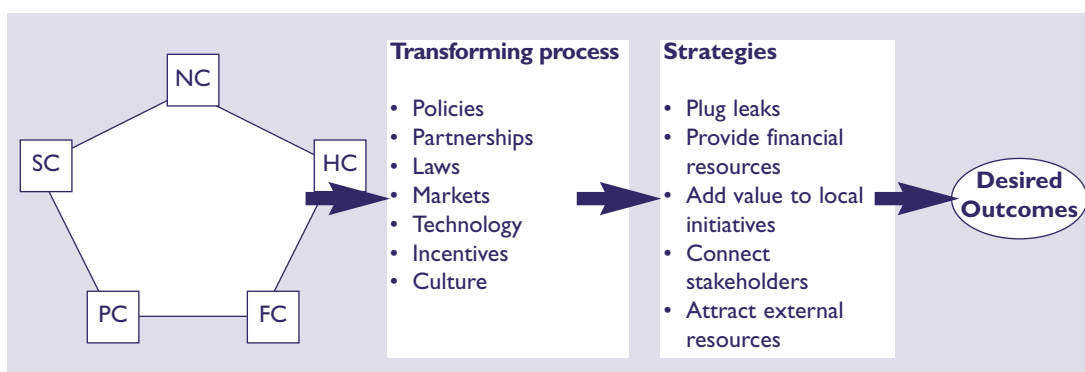 NC
SC
HC
PC
FC
Transforming process
• Policies
• Partnerships
• Laws
• Markets
• Technology
• Incentives
• Culture
Strategies
• Plug leaks
• Provide financial
resources
• Add value to local
initiatives
• Connect
stakeholders
• Attract external
resources
Desired
Outcomes